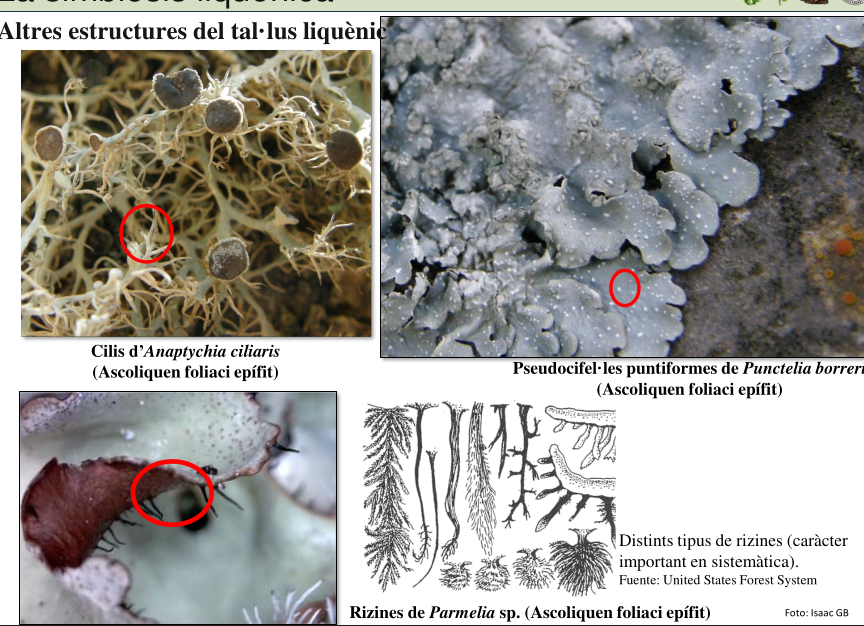 La simbiosi liquènica
Altres estructures del tal·lus liquènic
Cilis d’Anaptychia ciliaris
(Ascoliquen foliaci epífit)
Pseudocifel·les puntiformes de Punctelia borreri
(Ascoliquen foliaci epífit)
Distints tipus de rizines (caràcter
important en sistemàtica).
Fuente: United States Forest System
Rizines de Parmelia sp. (Ascoliquen foliaci epífit)
Foto: Isaac GB